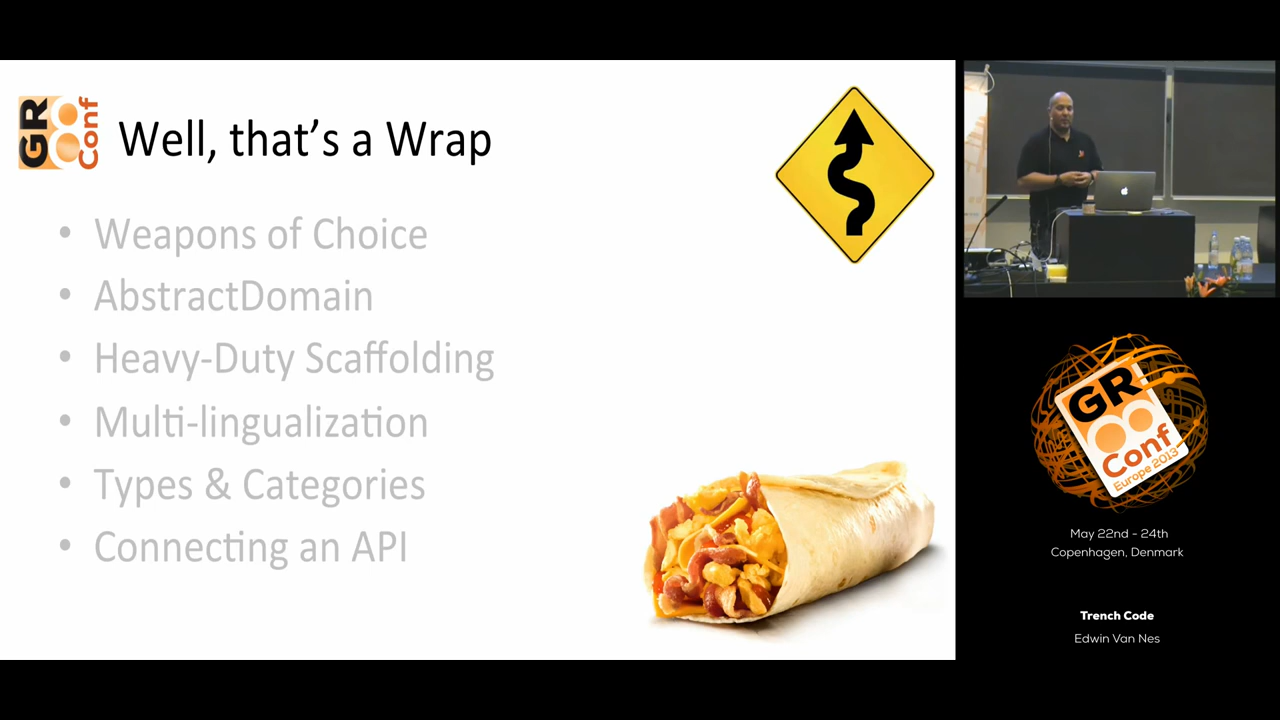 GR
Conf
Well, that's a Wrap
• Weapons of Choice
• AbstractDomain
• Heavy-Duty Scaffolding
• Multi-lingualization
• Types & Categories
• Connecting an API
GR
Conf
Europe 2013
May 22nd - 24th
Copenhagen, Denmark
Trench Code
Edwin Van Nes